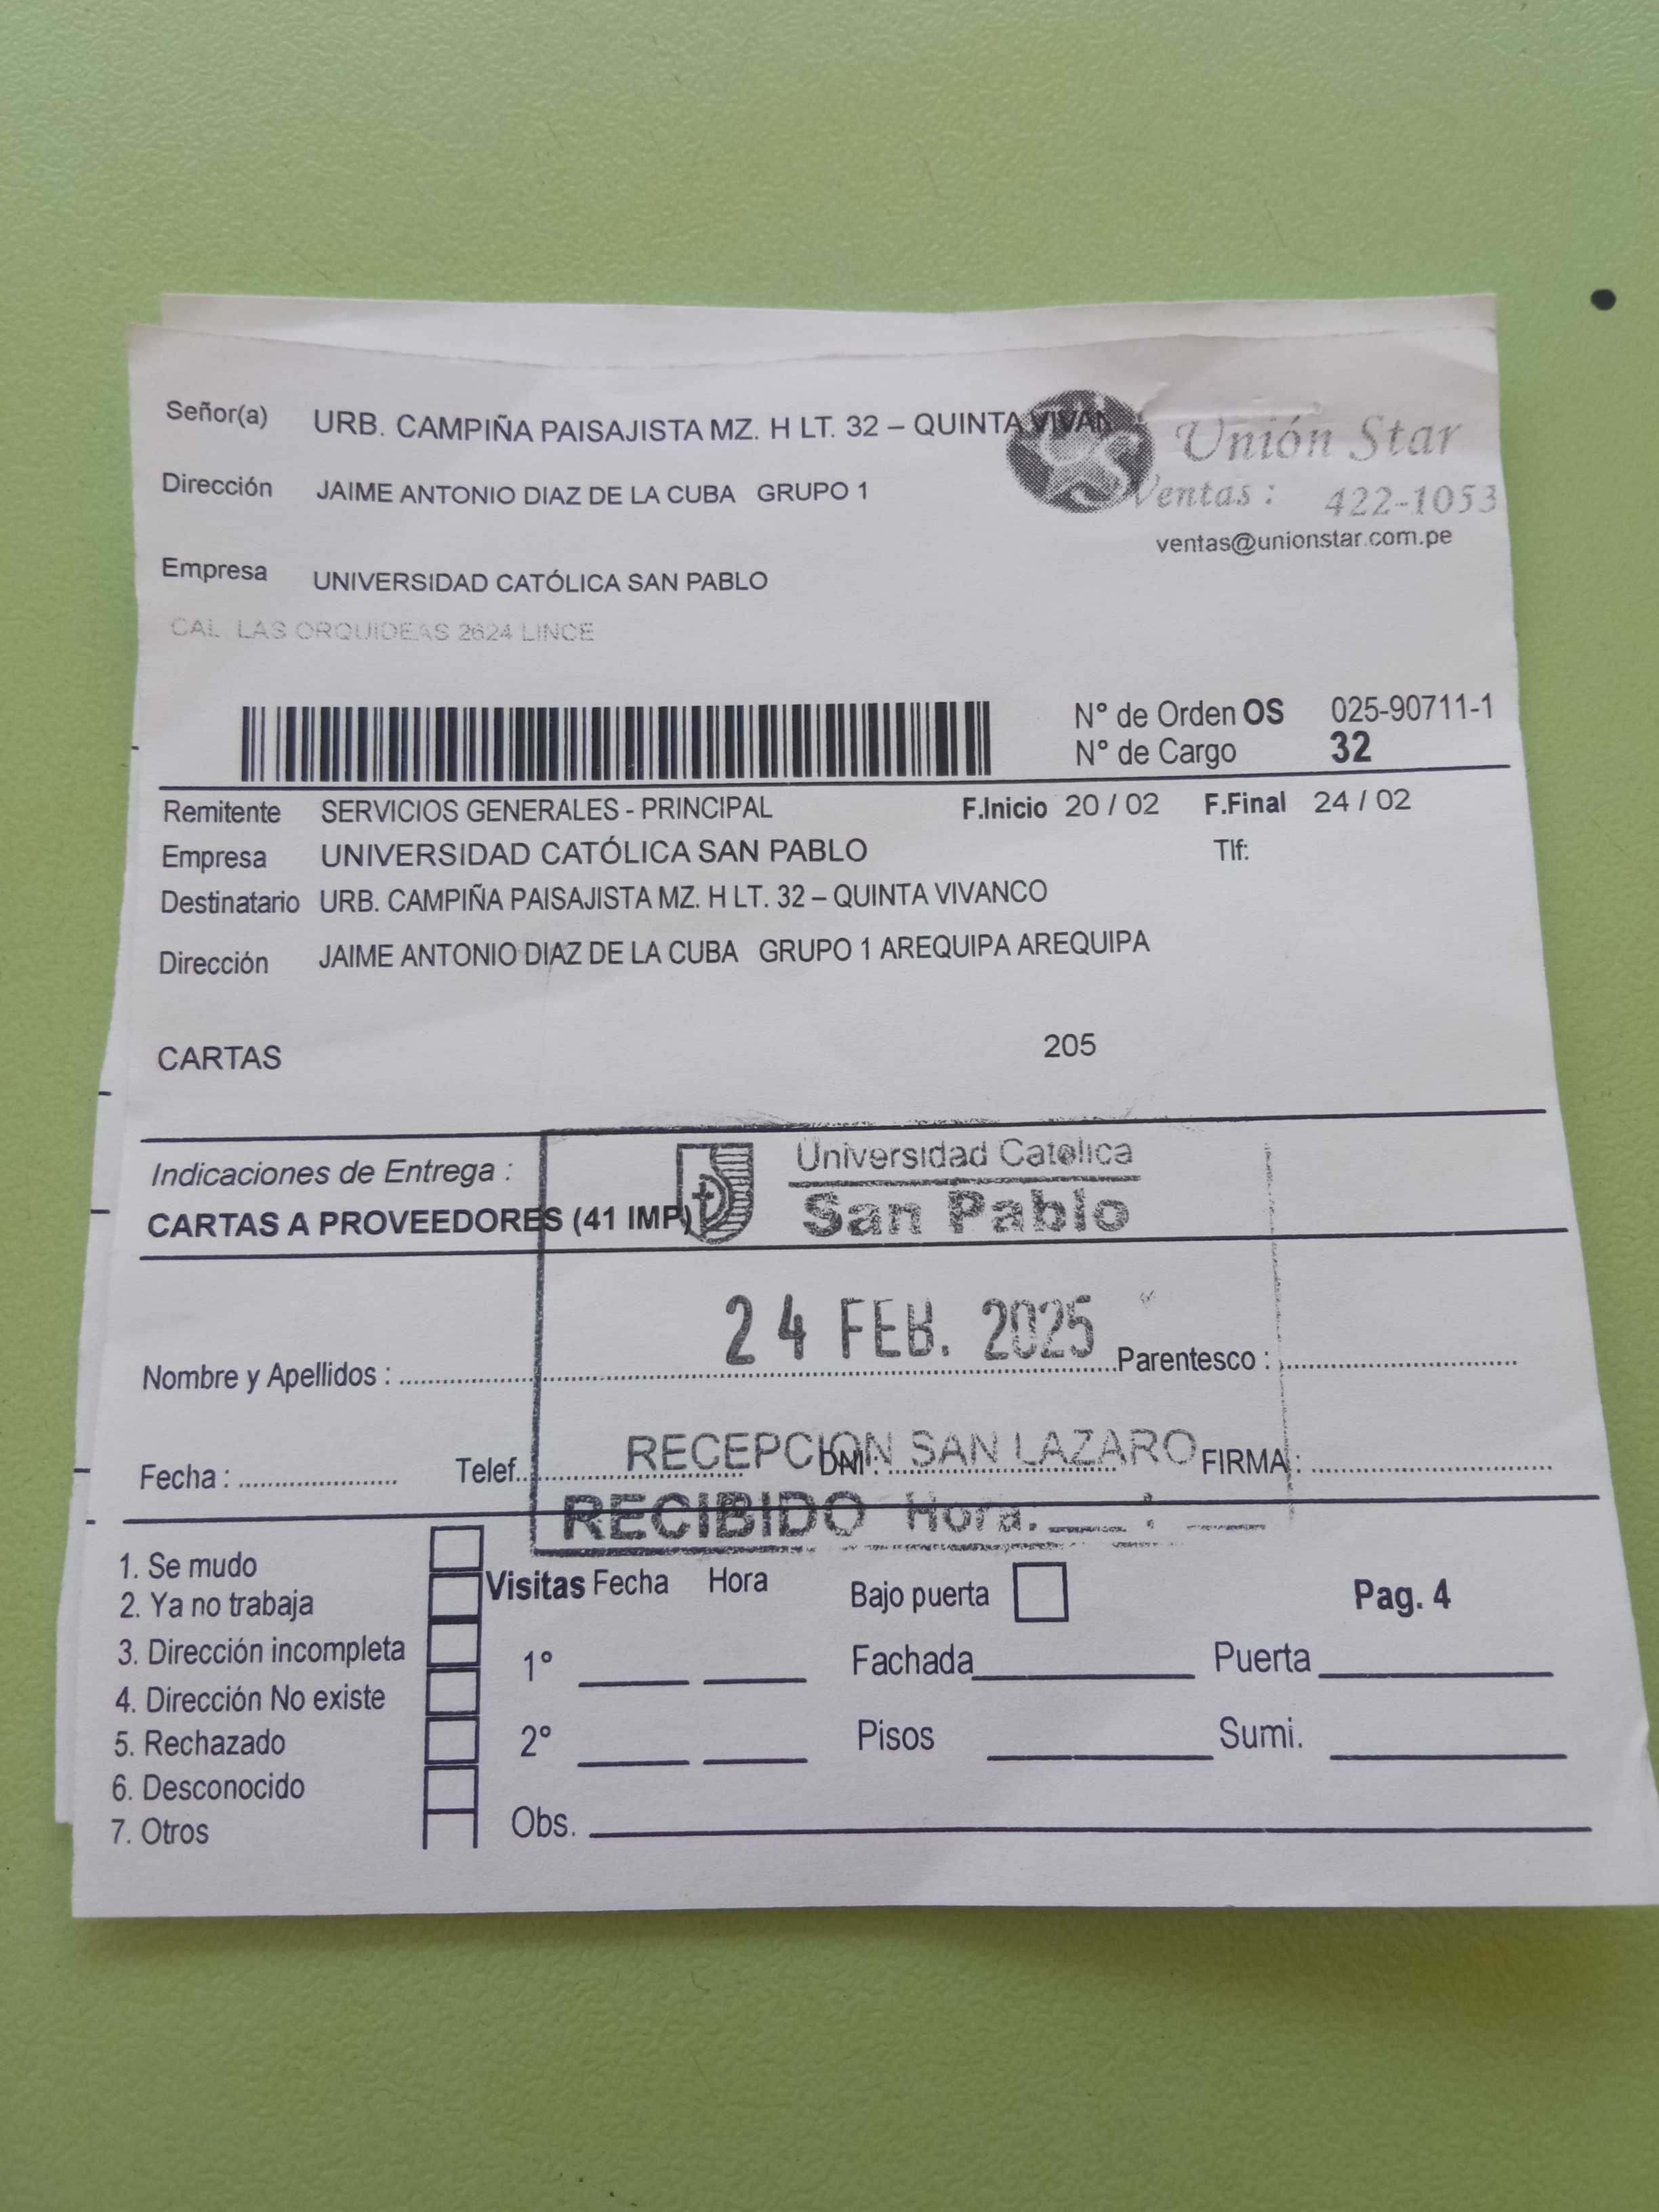 Señor(a) URB. CAMPIÑA PAISAJISTA MZ. H LT. 32 – QUINTA VIVAN
Unión Star
Dirección JAIME ANTONIO DIAZ DE LA CUBA GRUPO 1
Ventas : 422-1053
ventas@unionstar.com.pe
Empresa UNIVERSIDAD CATÓLICA SAN PABLO
CAL LAS ORQUIDEAS 2624 LINCE
N° de Orden OS 025-90711-1
N° de Cargo 32
Remitente SERVICIOS GENERALES - PRINCIPAL F.Inicio 20 / 02 F.Final 24 / 02
Empresa UNIVERSIDAD CATÓLICA SAN PABLO Tlf:
Destinatario URB. CAMPIÑA PAISAJISTA MZ. H LT. 32 – QUINTA VIVANCO
Dirección JAIME ANTONIO DIAZ DE LA CUBA GRUPO 1 AREQUIPA AREQUIPA
CARTAS 205
Indicaciones de Entrega :
CARTAS A PROVEEDORES (41 IMP)
Universidad Catolica
San Pablo
24 FEB. 2025
Nombre y Apellidos : Parentesco :
RECEPCION SAN LAZARO
Fecha : Telef. DNI : FIRMA :
RECIBIDO Hora: __ : __
1. Se mudo
2. Ya no trabaja
3. Dirección incompleta
4. Dirección No existe
5. Rechazado
6. Desconocido
7. Otros
Visitas Fecha Hora Bajo puerta Pag. 4
1° Fachada Puerta
2° Pisos Sumi.
Obs.